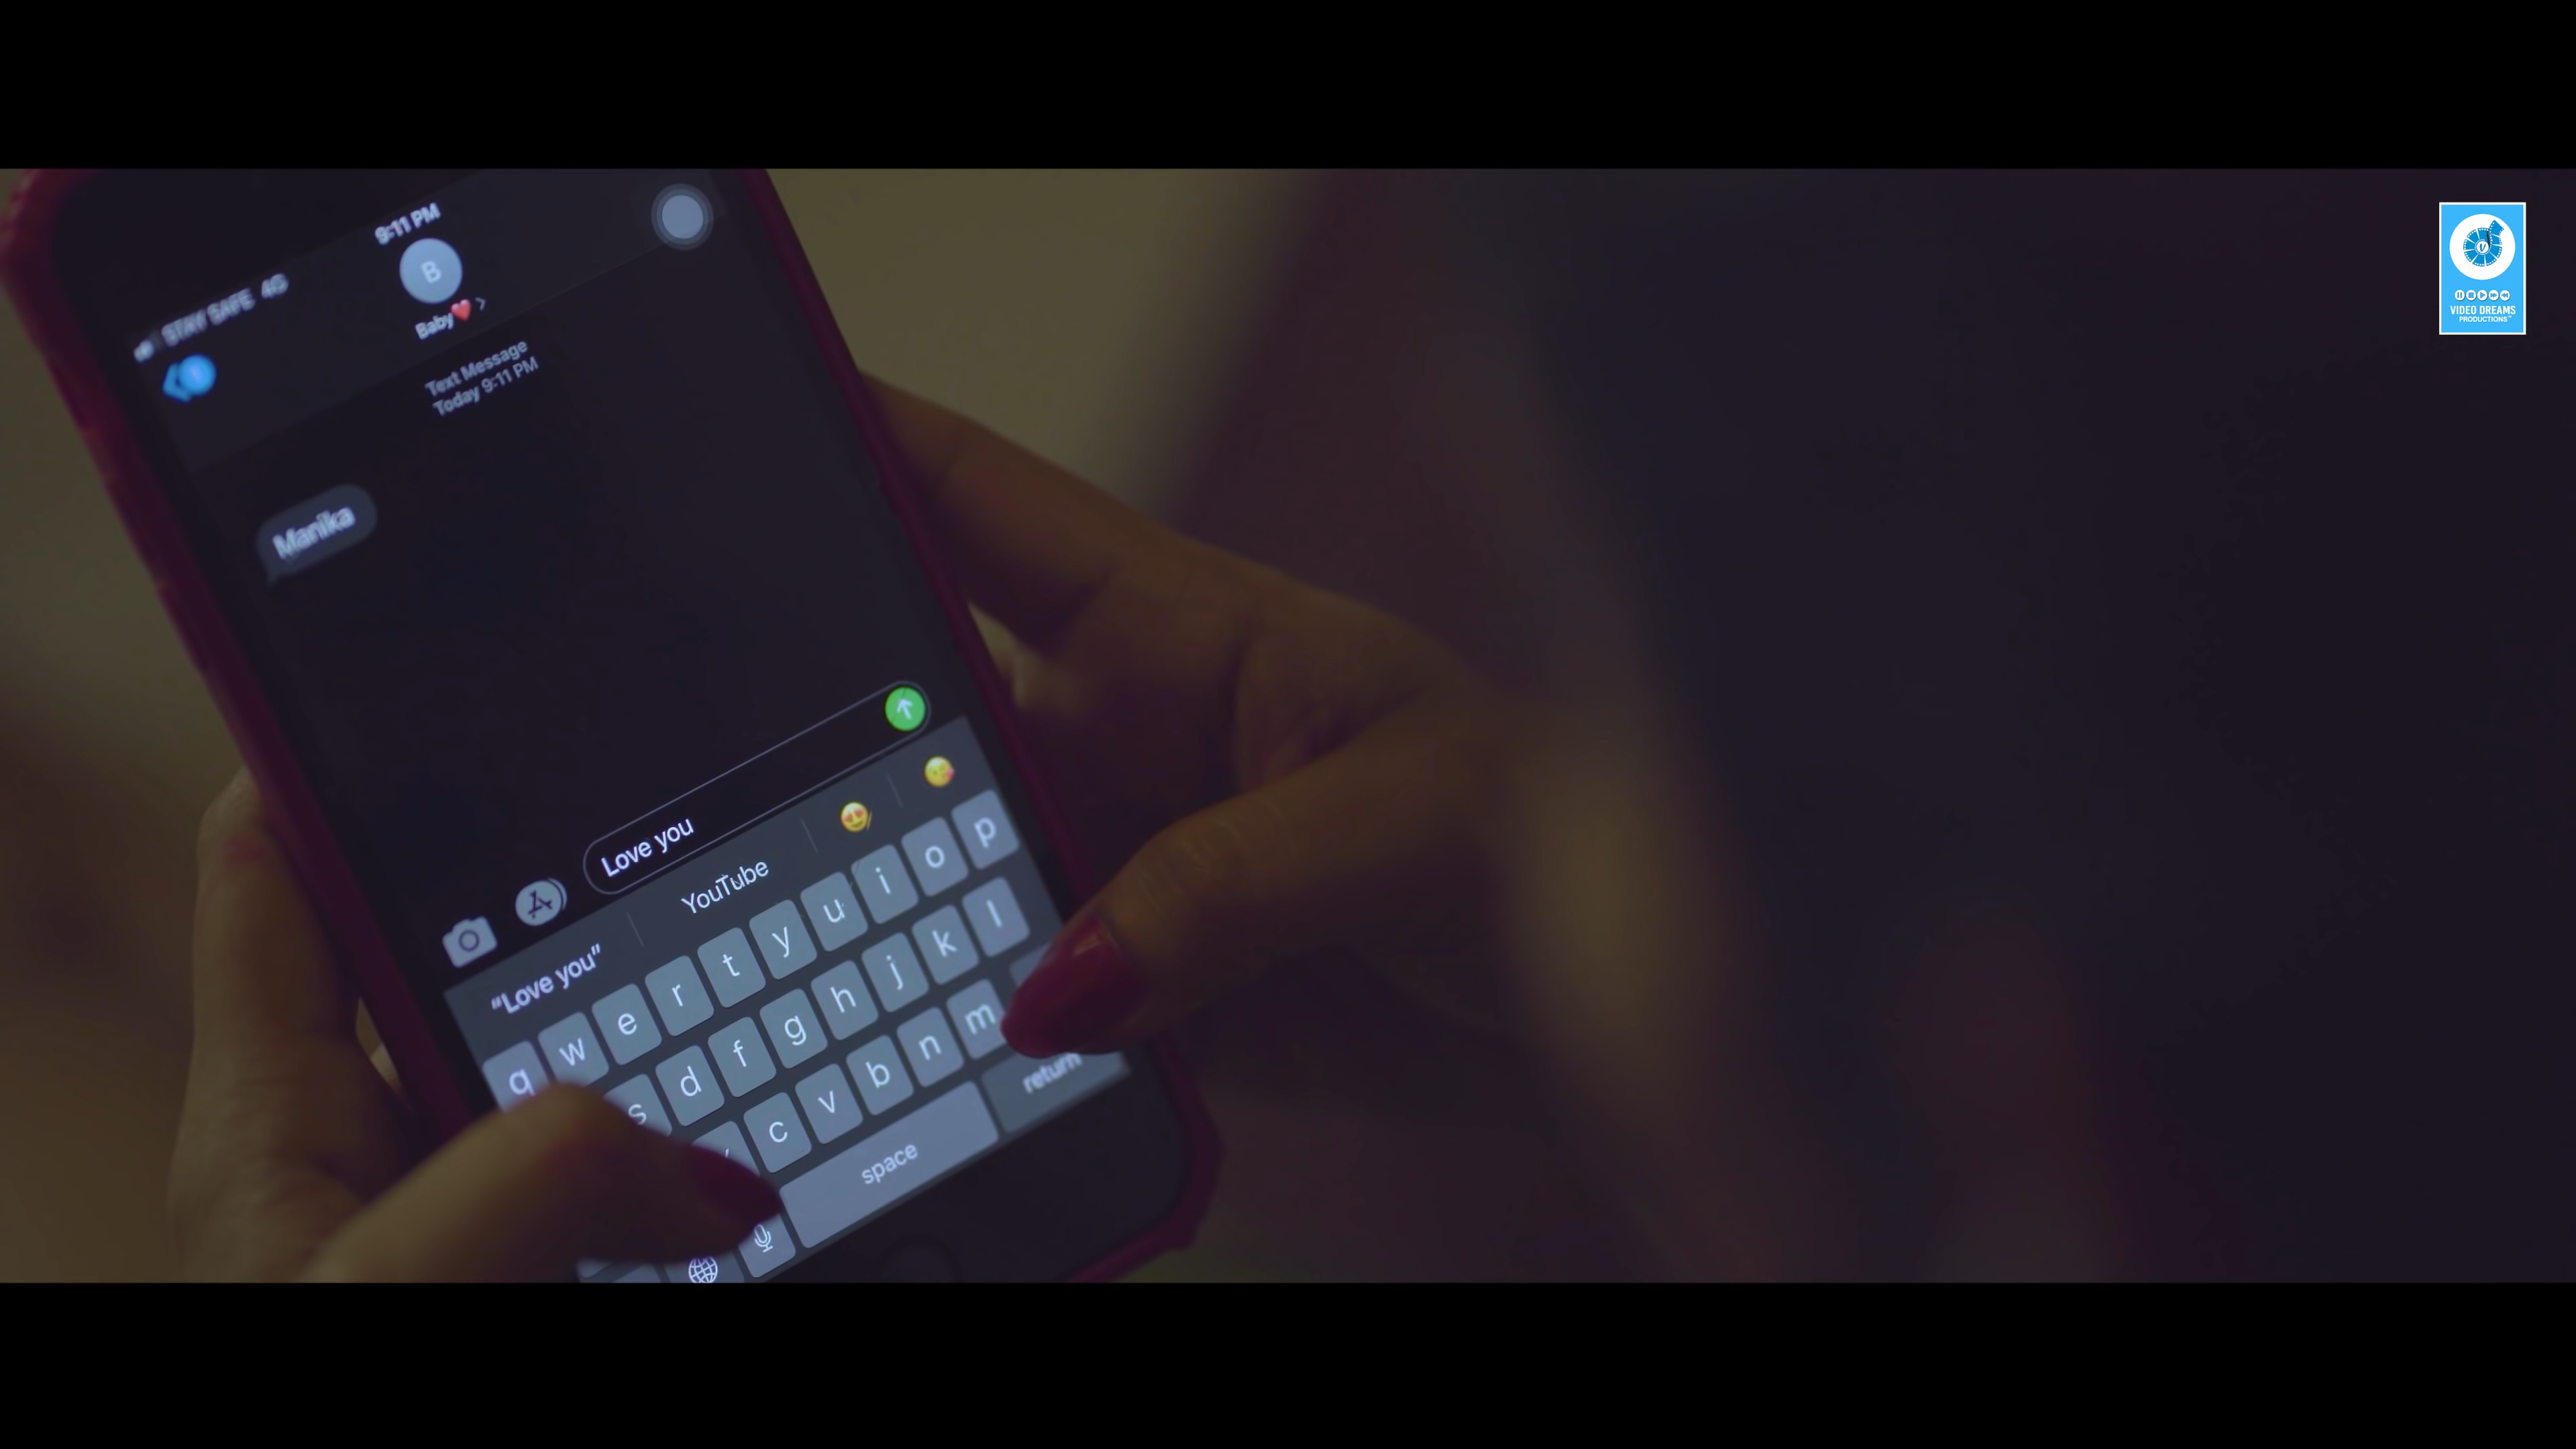 9:11 PM
STAY SAFE 4G
B
Baby❤️ >
Text Message
Today 9:11 PM
Manika
Love you
“Love you” YouTube 😍 😘
q w e r t y u i o p
s d f g h j k l
c v b n m
space return
VIDEO DREAMS
PRODUCTIONS